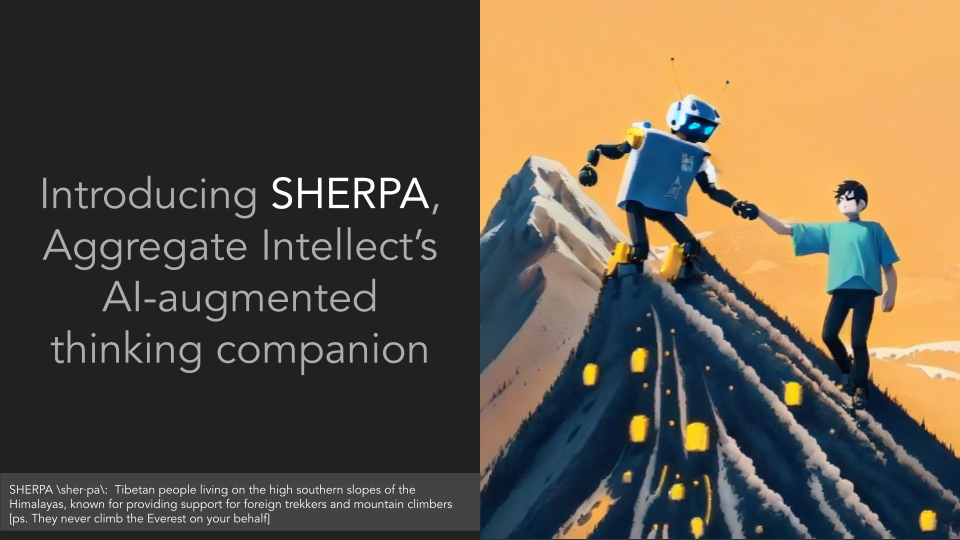 Introducing SHERPA,
Aggregate Intellect’s
AI-augmented
thinking companion
SHERPA \sher·pa\:  Tibetan people living on the high southern slopes of the
Himalayas, known for providing support for foreign trekkers and mountain climbers
[ps. They never climb the Everest on your behalf]